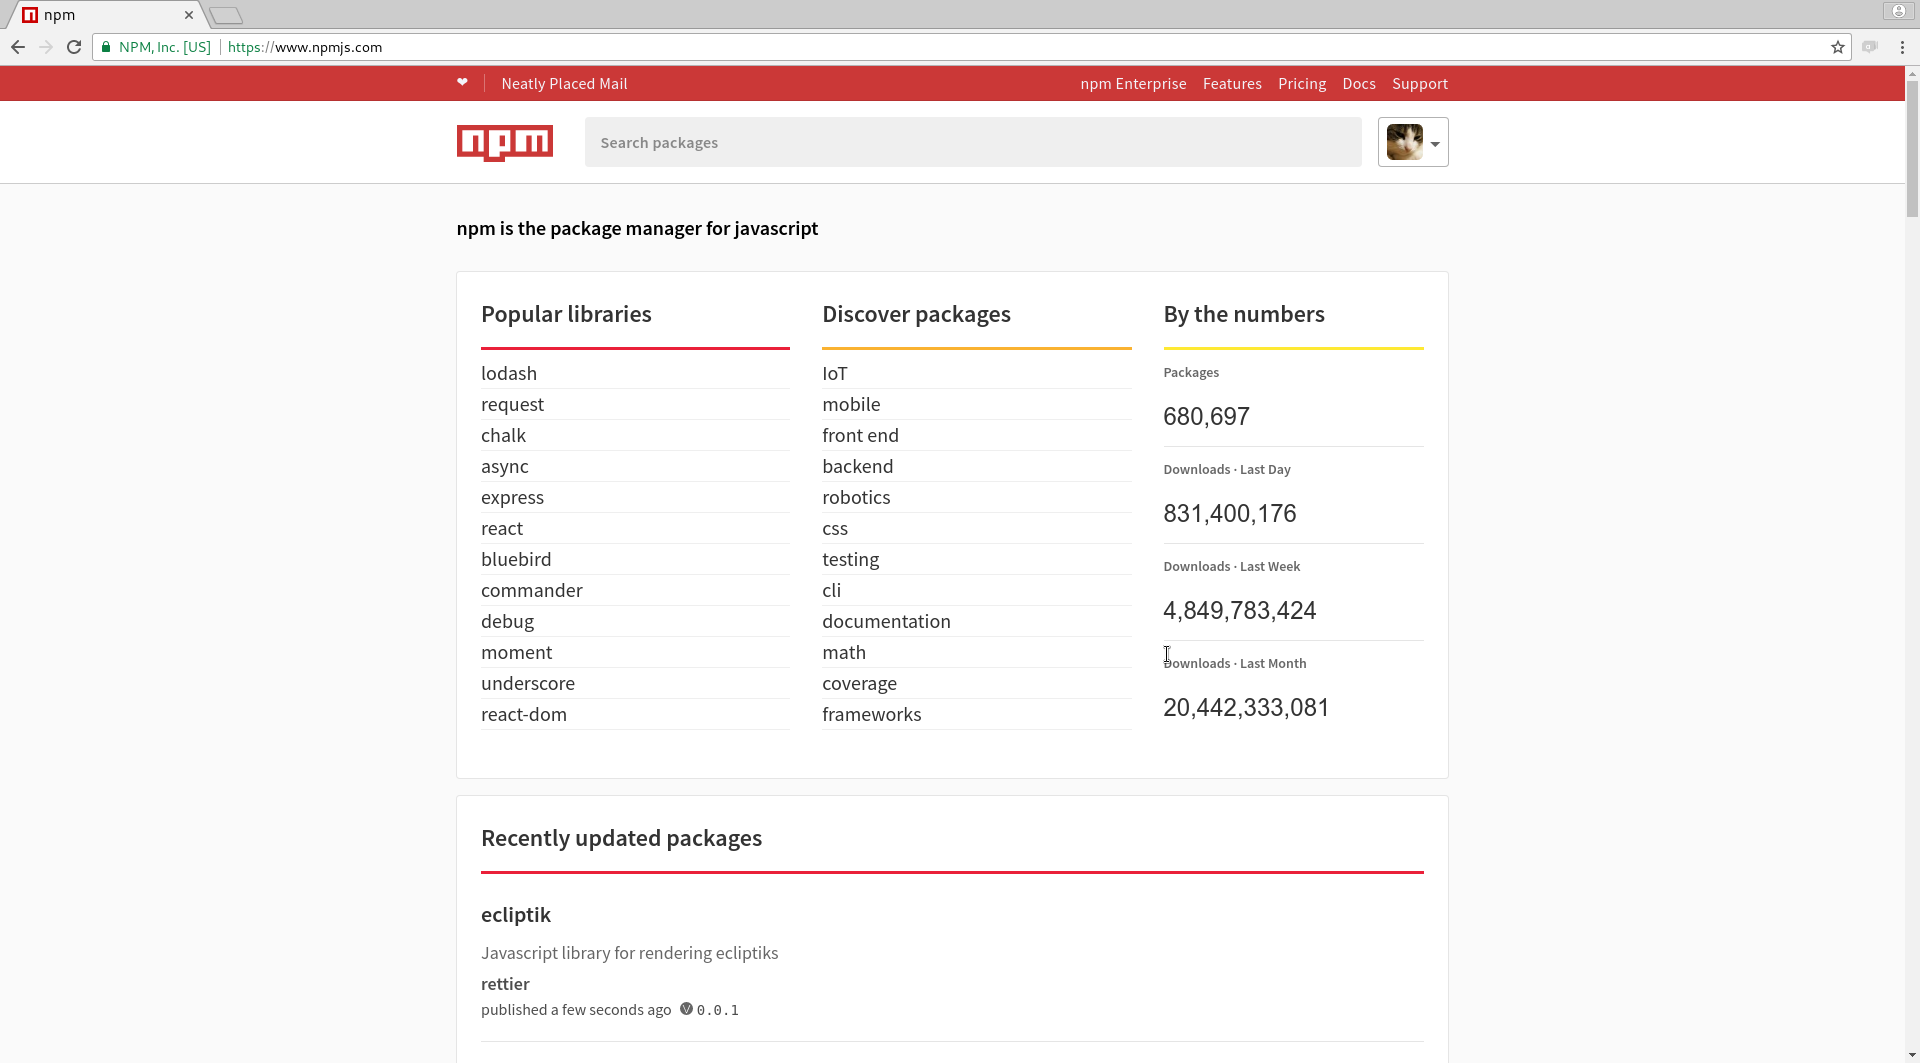 npm
NPM, Inc. [US]
https://www.npmjs.com
❤
Neatly Placed Mail
npm Enterprise
Features
Pricing
Docs
Support
npm
Search packages
npm is the package manager for javascript
Popular libraries
lodash
request
chalk
async
express
react
bluebird
commander
debug
moment
underscore
react-dom
Discover packages
IoT
mobile
front end
backend
robotics
css
testing
cli
documentation
math
coverage
frameworks
By the numbers
Packages
680,697
Downloads · Last Day
831,400,176
Downloads · Last Week
4,849,783,424
Downloads · Last Month
20,442,333,081
Recently updated packages
ecliptik
Javascript library for rendering ecliptiks
rettier
published a few seconds ago V 0.0.1